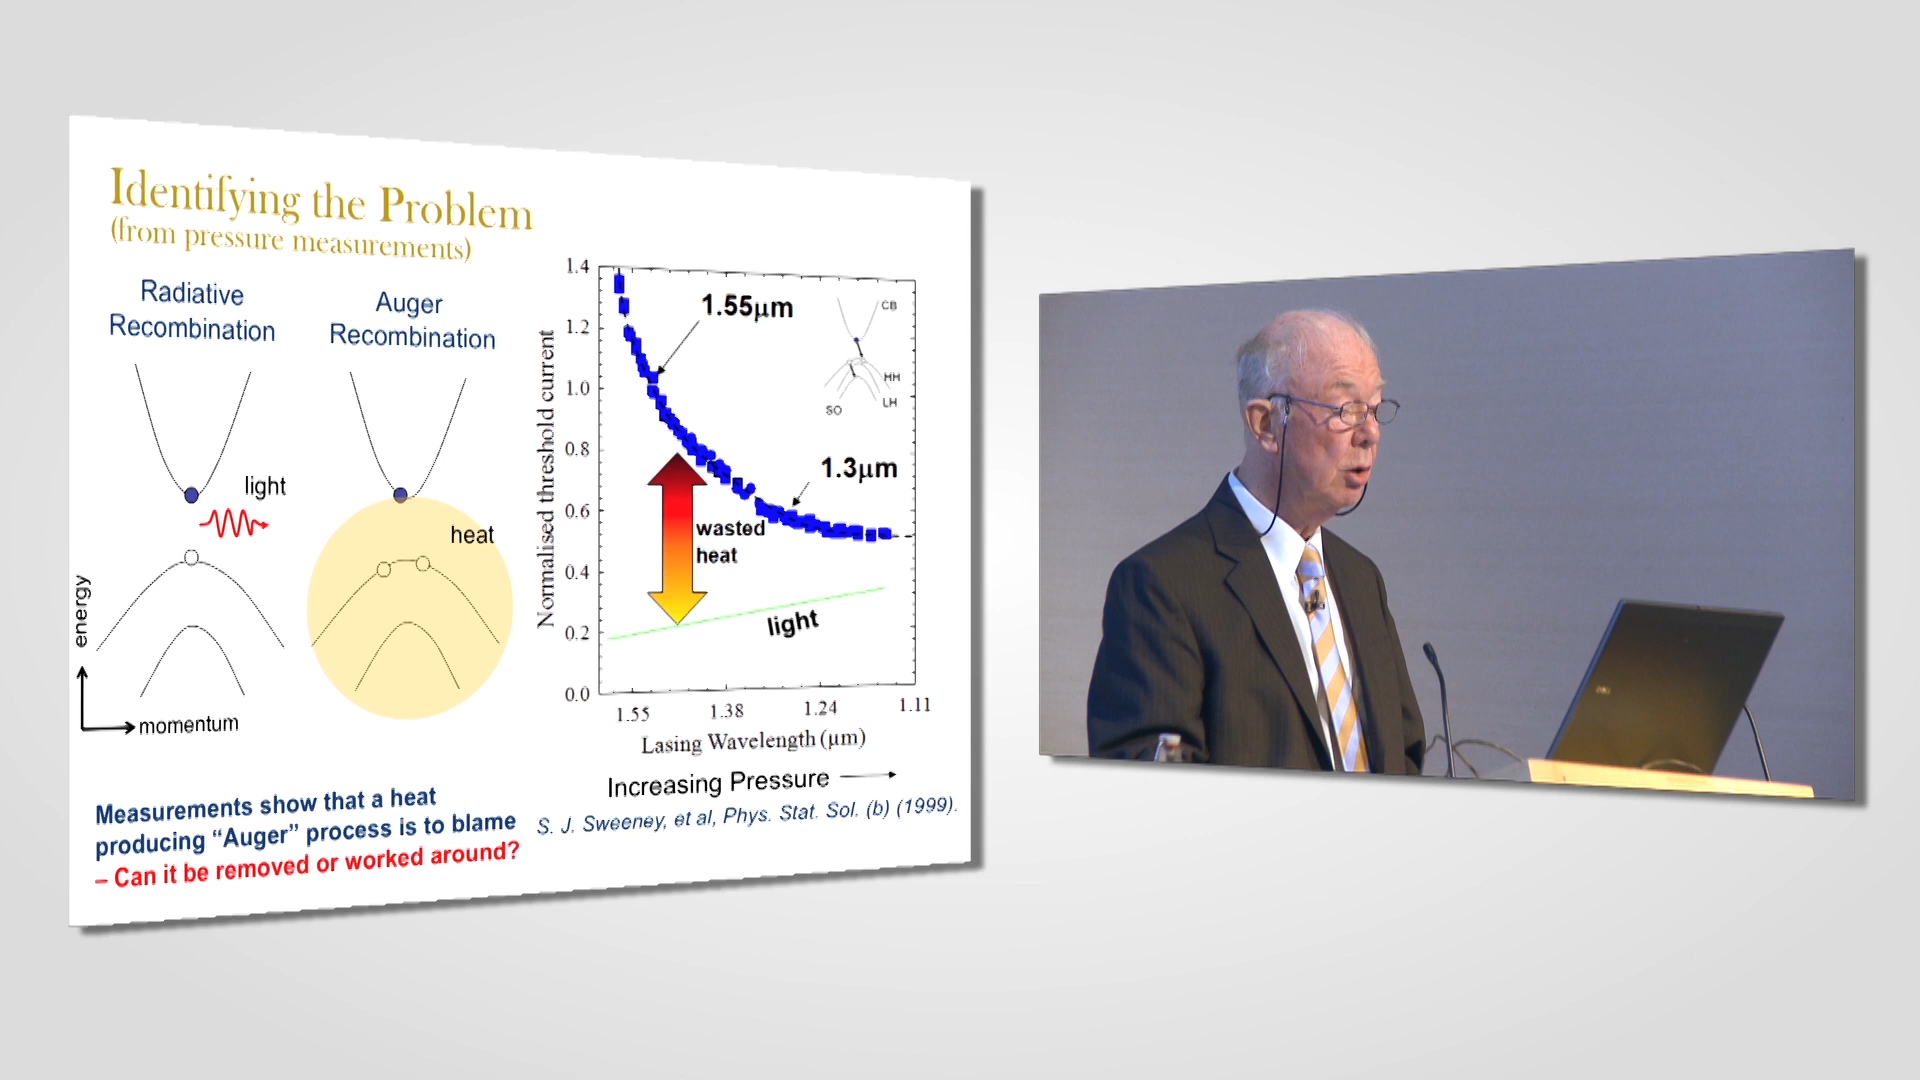 Identifying the Problem
(from pressure measurements)
Radiative
Recombination
Auger
Recombination
light
heat
energy
momentum
Measurements show that a heat
producing “Auger” process is to blame
– Can it be removed or worked around?
Normalised threshold current
1.4
1.2
1.0
0.8
0.6
0.4
0.2
0.0
1.55μm
1.3μm
CB
HH
LH
SO
wasted
heat
light
1.55
1.38
1.24
1.11
Lasing Wavelength (μm)
Increasing Pressure
S. J. Sweeney, et al, Phys. Stat. Sol. (b) (1999).